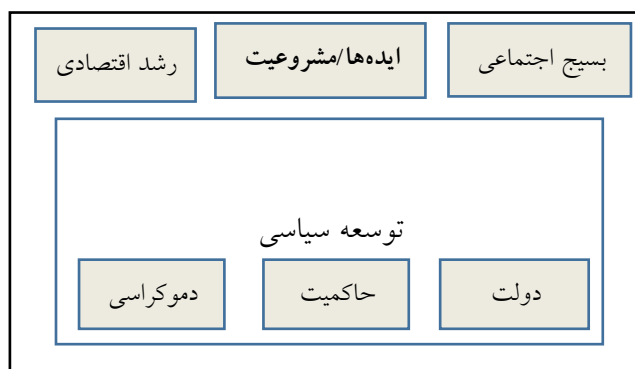 بسیج اجتماعی
ایده‌ها/مشروعیت
رشد اقتصادی
توسعه سیاسی
دولت
حاکمیت
دموکراسی